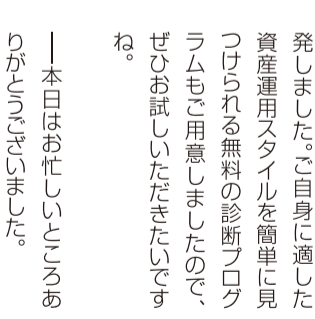 発しました。ご自身に適した
資産運用スタイルを簡単に見
つけられる無料の診断プログ
ラムもご用意しましたので、
ぜひお試しいただきたいです
ね。
――本日はお忙しいところあ
りがとうございました。